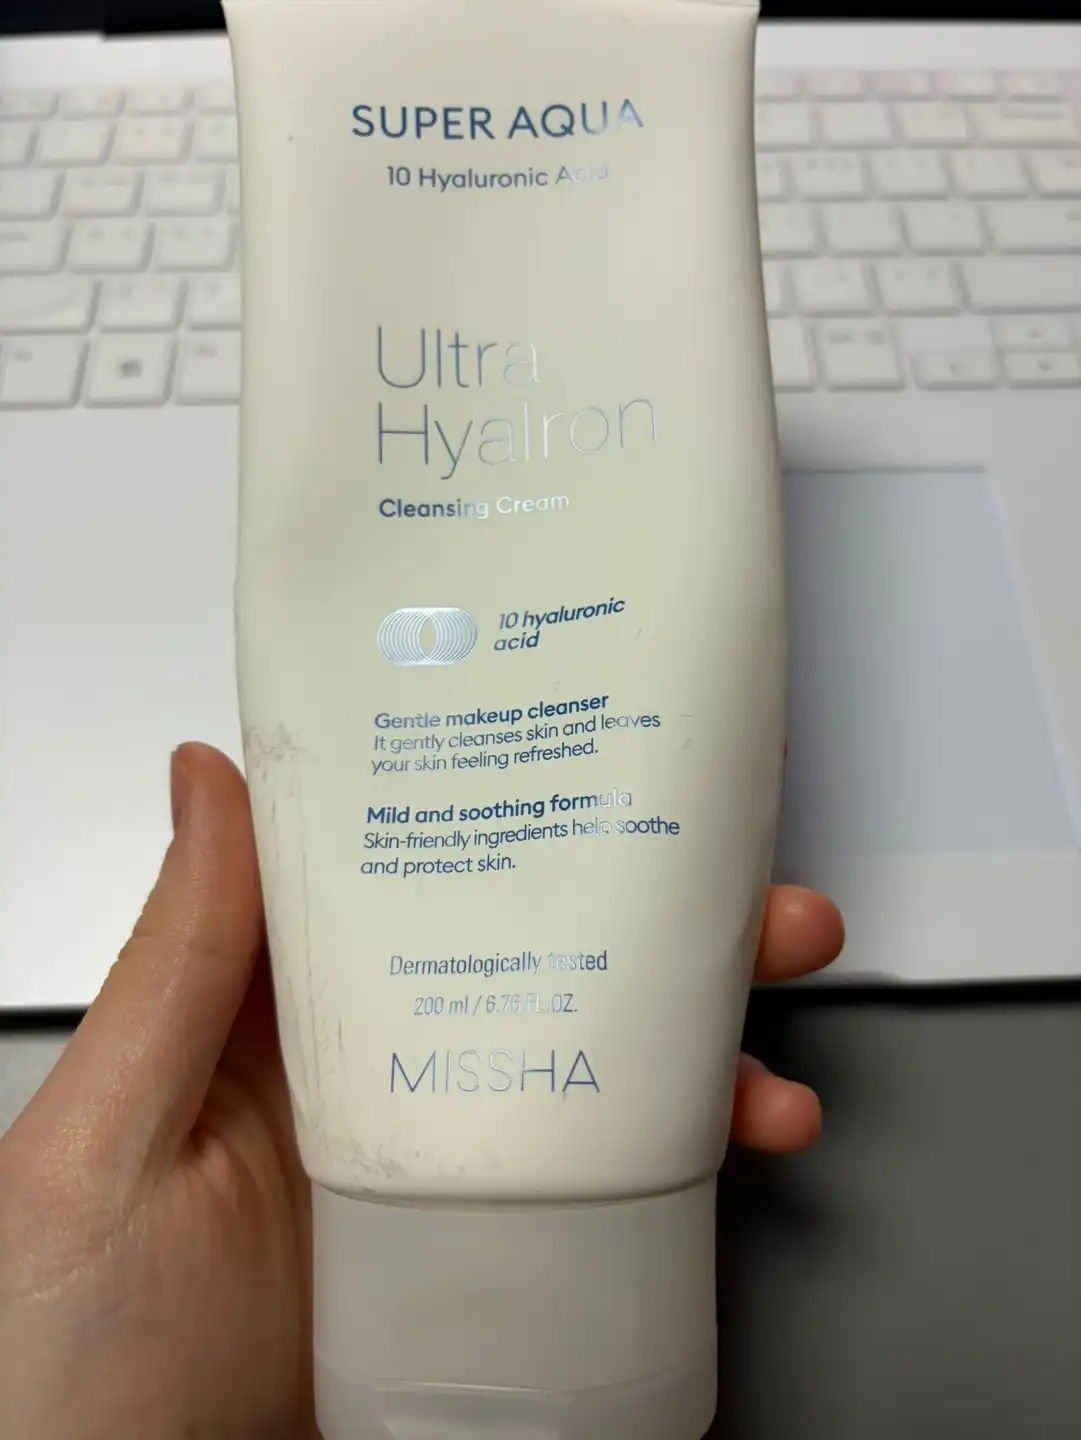 SUPER AQUA
10 Hyaluronic Acid
Ultra
Hyalron
Cleansing Cream
10 hyaluronic
acid
Gentle makeup cleanser
It gently cleanses skin and leaves
your skin feeling refreshed.
Mild and soothing formula
Skin-friendly ingredients help soothe
and protect skin.
Dermatologically tested
200 ml / 6.76 FL.OZ.
MISSHA